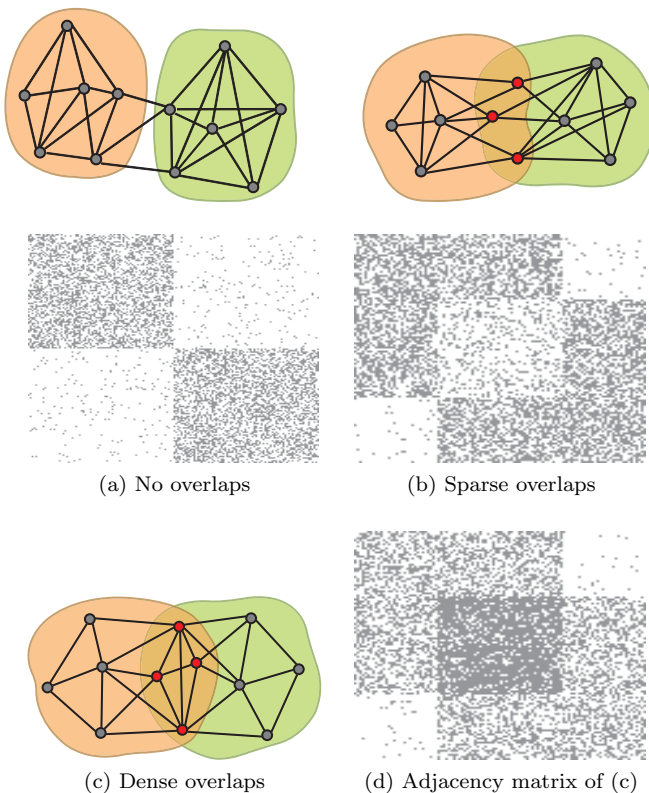 (a) No overlaps
(b) Sparse overlaps
(c) Dense overlaps
(d) Adjacency matrix of (c)